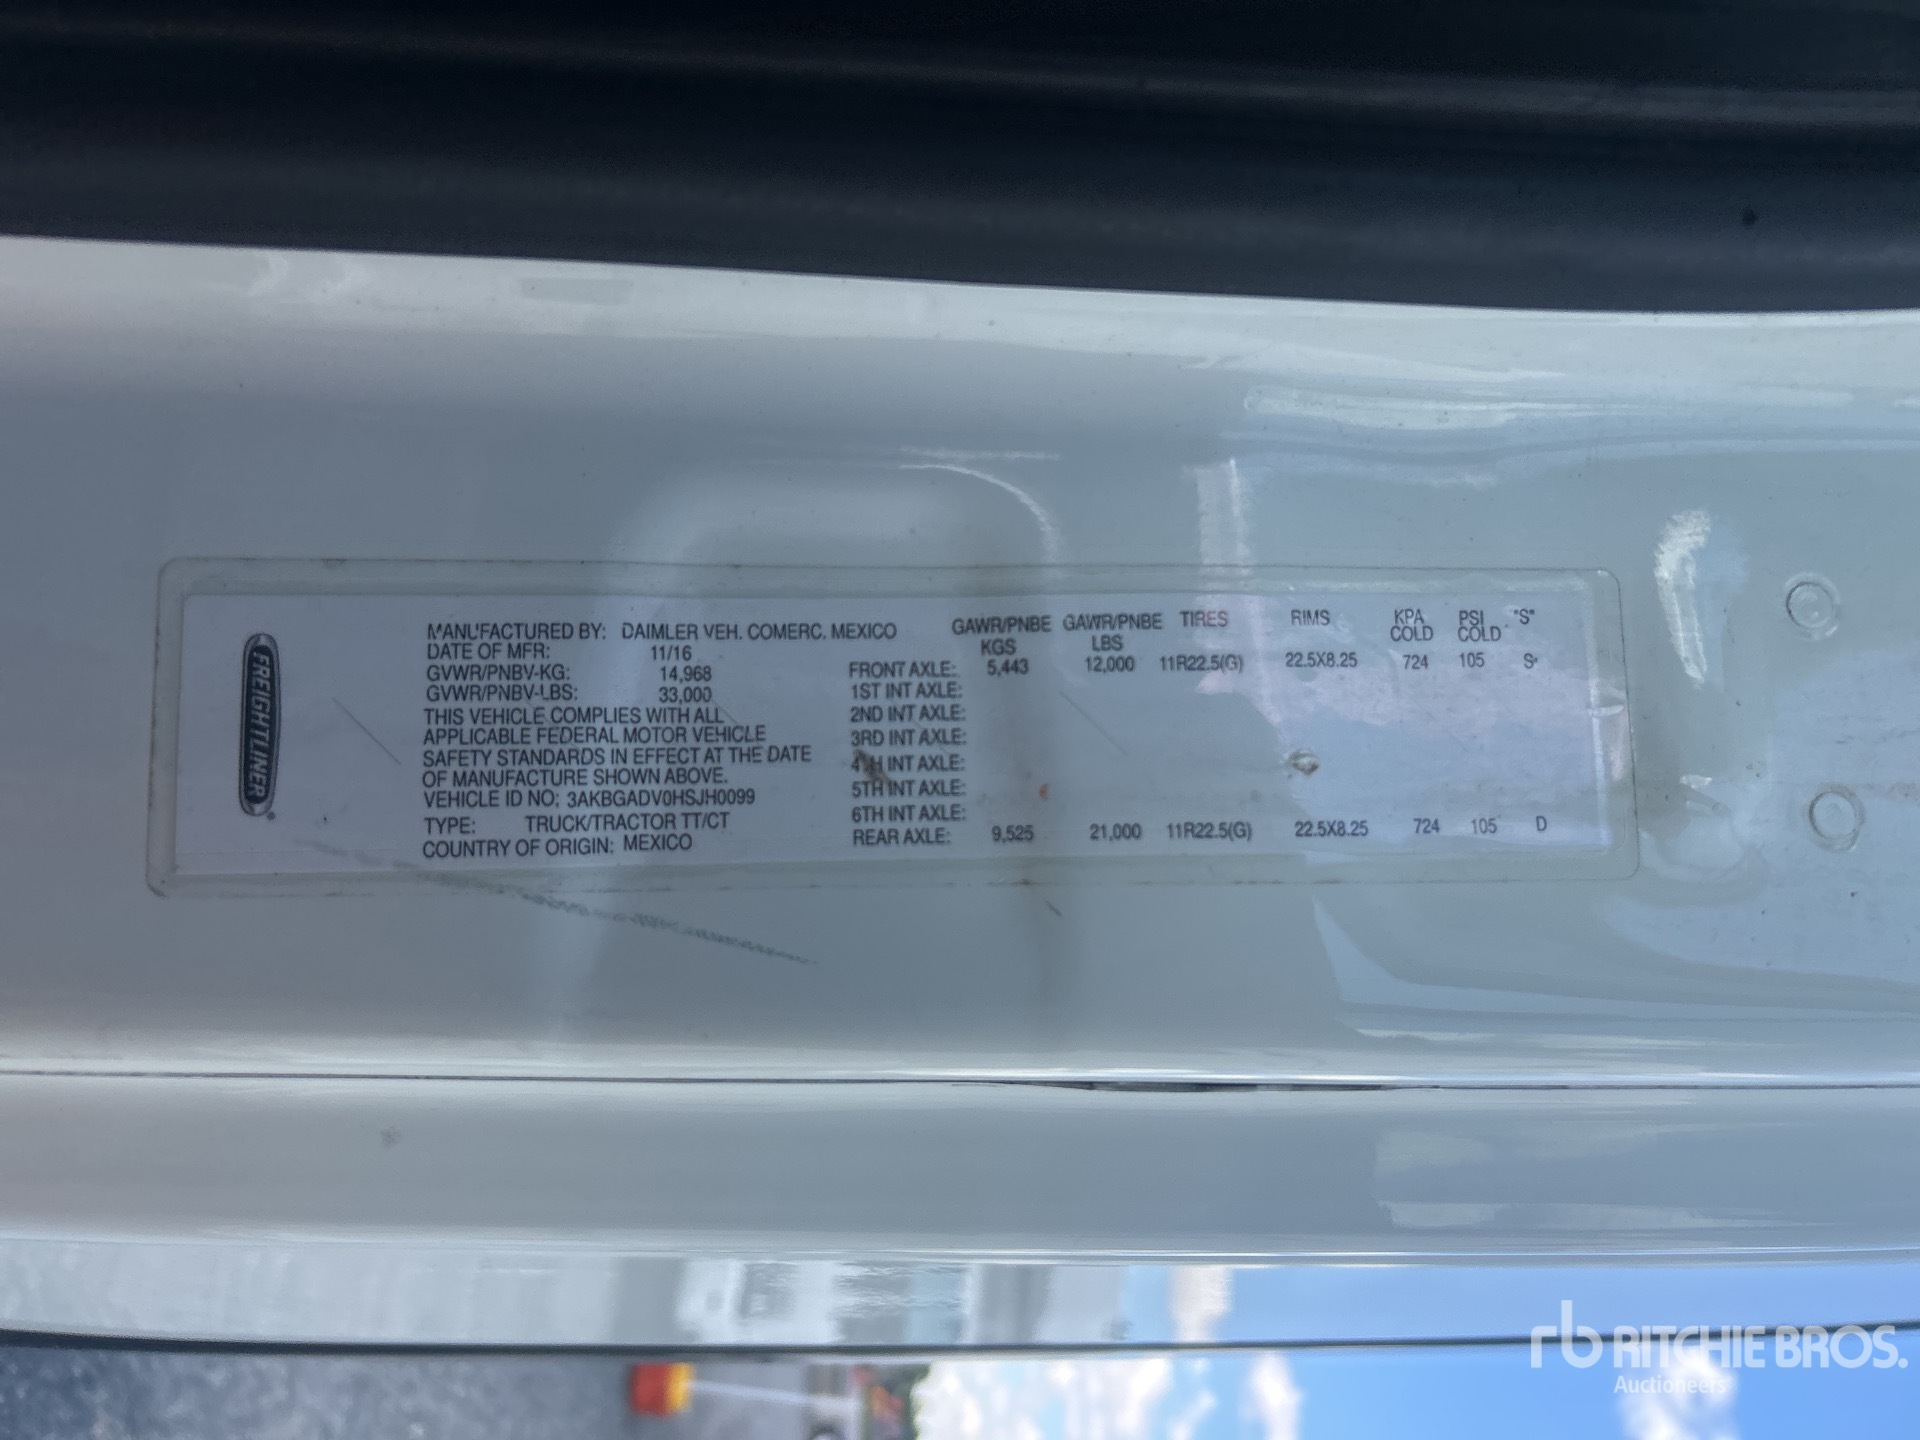 FREIGHTLINER
MANUFACTURED BY: DAIMLER VEH. COMERC. MEXICO
DATE OF MFR: 11/16
GVWR/PNBV-KG: 14,968
GVWR/PNBV-LBS: 33,000
THIS VEHICLE COMPLIES WITH ALL
APPLICABLE FEDERAL MOTOR VEHICLE
SAFETY STANDARDS IN EFFECT AT THE DATE
OF MANUFACTURE SHOWN ABOVE.
VEHICLE ID NO: 3AKBGADV0HSJH0099
TYPE: TRUCK/TRACTOR TT/CT
COUNTRY OF ORIGIN: MEXICO
GAWR/PNBE KGS GAWR/PNBE LBS TIRES RIMS KPA COLD PSI COLD "S"
FRONT AXLE: 5,443 12,000 11R22.5(G) 22.5X8.25 724 105 S
1ST INT AXLE:
2ND INT AXLE:
3RD INT AXLE:
4TH INT AXLE:
5TH INT AXLE:
6TH INT AXLE:
REAR AXLE: 9,525 21,000 11R22.5(G) 22.5X8.25 724 105 D
rb RITCHIE BROS.
Auctioneers